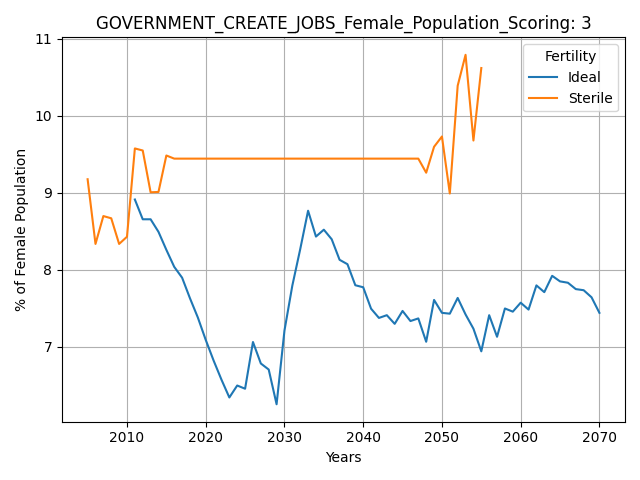 GOVERNMENT_CREATE_JOBS_Female_Population_Scoring: 3
Fertility
Ideal
Sterile
% of Female Population
11
10
9
8
7
2010 2020 2030 2040 2050 2060 2070
Years